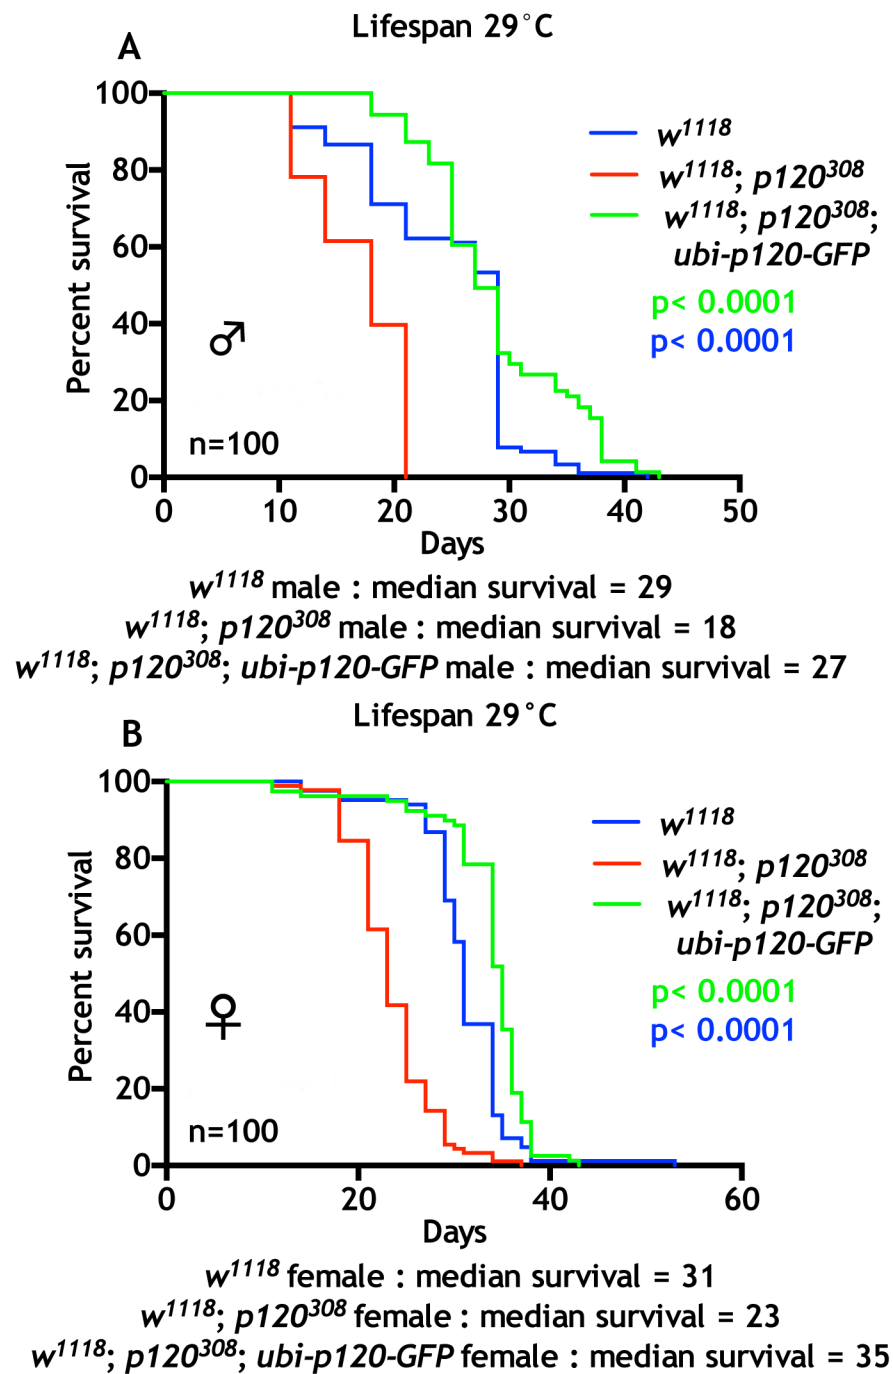 Lifespan 29°C
A
100
80
60
40
20
0
Percent survival
♂
n=100
0 10 20 30 40 50
Days
w¹¹¹⁸
w¹¹¹⁸; p120³⁰⁸
w¹¹¹⁸; p120³⁰⁸;
ubi-p120-GFP
p< 0.0001
p< 0.0001
w¹¹¹⁸ male : median survival = 29
w¹¹¹⁸; p120³⁰⁸ male : median survival = 18
w¹¹¹⁸; p120³⁰⁸; ubi-p120-GFP male : median survival = 27
Lifespan 29°C
B
100
80
60
40
20
0
Percent survival
♀
n=100
0 20 40 60
Days
w¹¹¹⁸
w¹¹¹⁸; p120³⁰⁸
w¹¹¹⁸; p120³⁰⁸;
ubi-p120-GFP
p< 0.0001
p< 0.0001
w¹¹¹⁸ female : median survival = 31
w¹¹¹⁸; p120³⁰⁸ female : median survival = 23
w¹¹¹⁸; p120³⁰⁸; ubi-p120-GFP female : median survival = 35